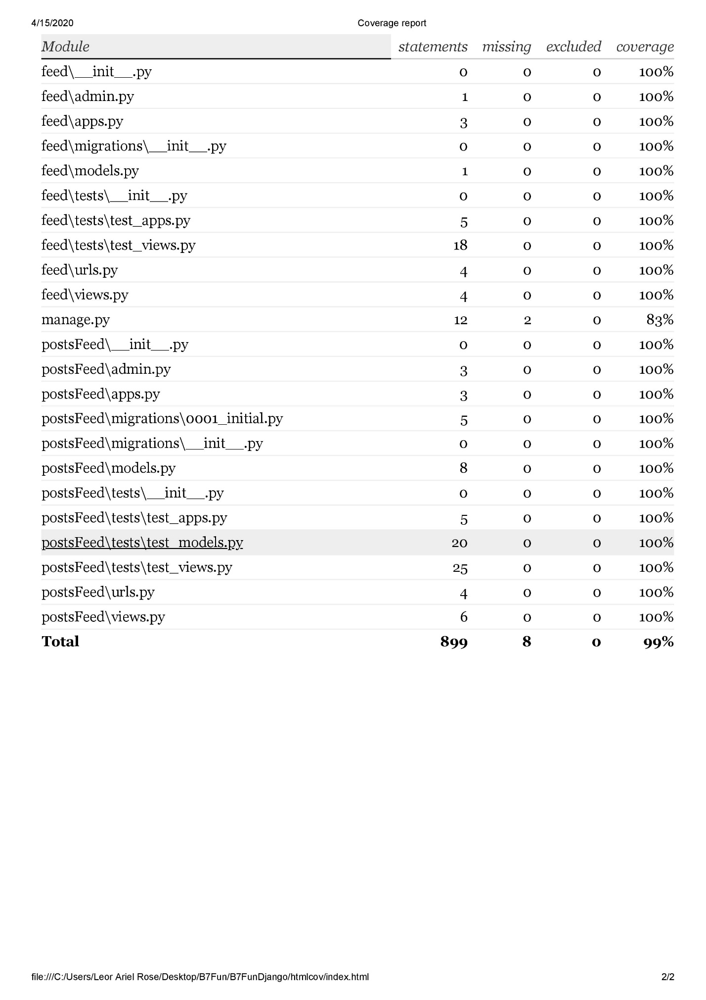 4/15/2020 Coverage report
Module statements missing excluded coverage
feed\__init__.py 0 0 0 100%
feed\admin.py 1 0 0 100%
feed\apps.py 3 0 0 100%
feed\migrations\__init__.py 0 0 0 100%
feed\models.py 1 0 0 100%
feed\tests\__init__.py 0 0 0 100%
feed\tests\test_apps.py 5 0 0 100%
feed\tests\test_views.py 18 0 0 100%
feed\urls.py 4 0 0 100%
feed\views.py 4 0 0 100%
manage.py 12 2 0 83%
postsFeed\__init__.py 0 0 0 100%
postsFeed\admin.py 3 0 0 100%
postsFeed\apps.py 3 0 0 100%
postsFeed\migrations\0001_initial.py 5 0 0 100%
postsFeed\migrations\__init__.py 0 0 0 100%
postsFeed\models.py 8 0 0 100%
postsFeed\tests\__init__.py 0 0 0 100%
postsFeed\tests\test_apps.py 5 0 0 100%
postsFeed\tests\test_models.py 20 0 0 100%
postsFeed\tests\test_views.py 25 0 0 100%
postsFeed\urls.py 4 0 0 100%
postsFeed\views.py 6 0 0 100%
Total 899 8 0 99%
file:///C:/Users/Leor Ariel Rose/Desktop/B7Fun/B7FunDjango/htmlcov/index.html 2/2